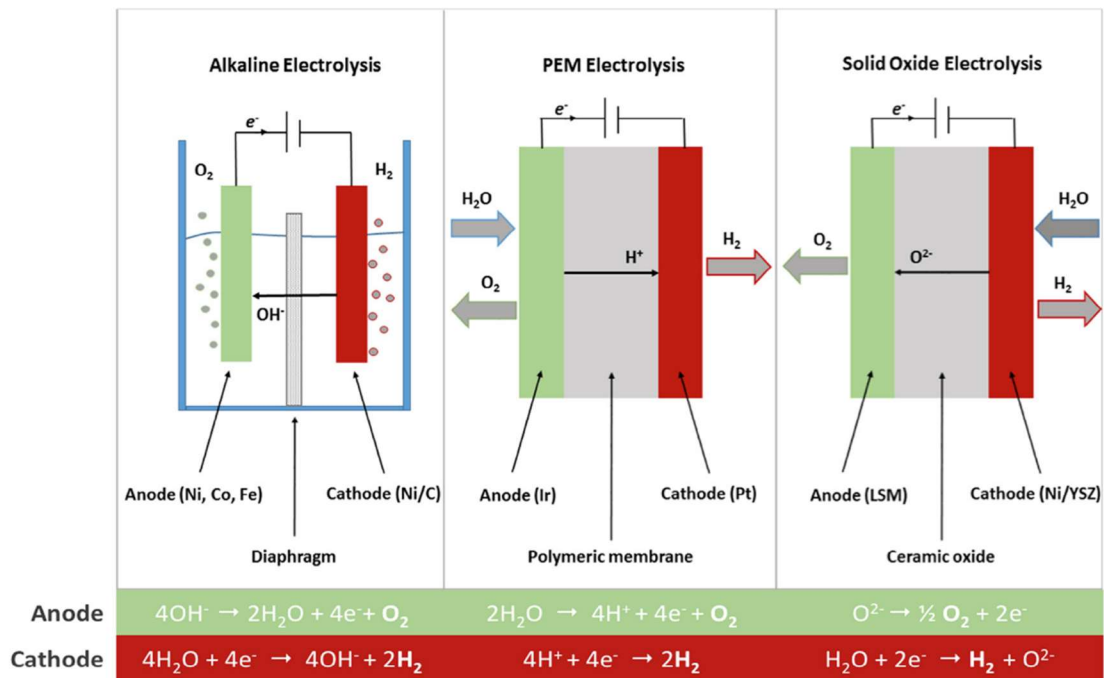 Alkaline Electrolysis
e⁻
O₂
H₂
OH⁻
Anode (Ni, Co, Fe)
Cathode (Ni/C)
Diaphragm
PEM Electrolysis
e⁻
H₂O
H₂
H⁺
O₂
Anode (Ir)
Cathode (Pt)
Polymeric membrane
Solid Oxide Electrolysis
e⁻
H₂O
O₂
O²⁻
H₂
Anode (LSM)
Cathode (Ni/YSZ)
Ceramic oxide
Anode 4OH⁻ → 2H₂O + 4e⁻ + O₂ 2H₂O → 4H⁺ + 4e⁻ + O₂ O²⁻ → ½ O₂ + 2e⁻
Cathode 4H₂O + 4e⁻ → 4OH⁻ + 2H₂ 4H⁺ + 4e⁻ → 2H₂ H₂O + 2e⁻ → H₂ + O²⁻